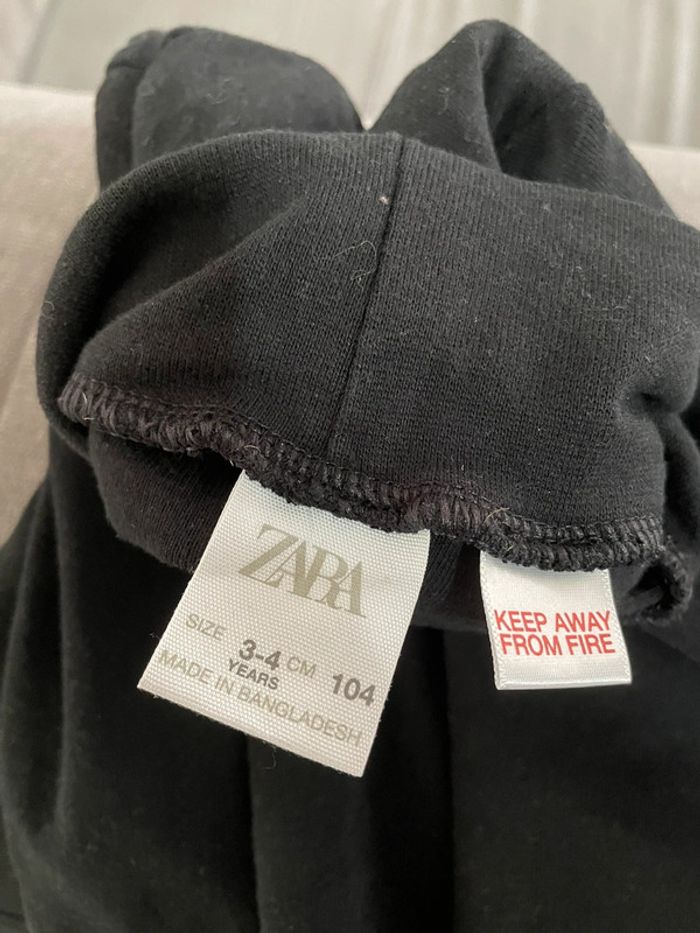 ZARA
SIZE 3-4 CM 104
YEARS
MADE IN BANGLADESH
KEEP AWAY
FROM FIRE